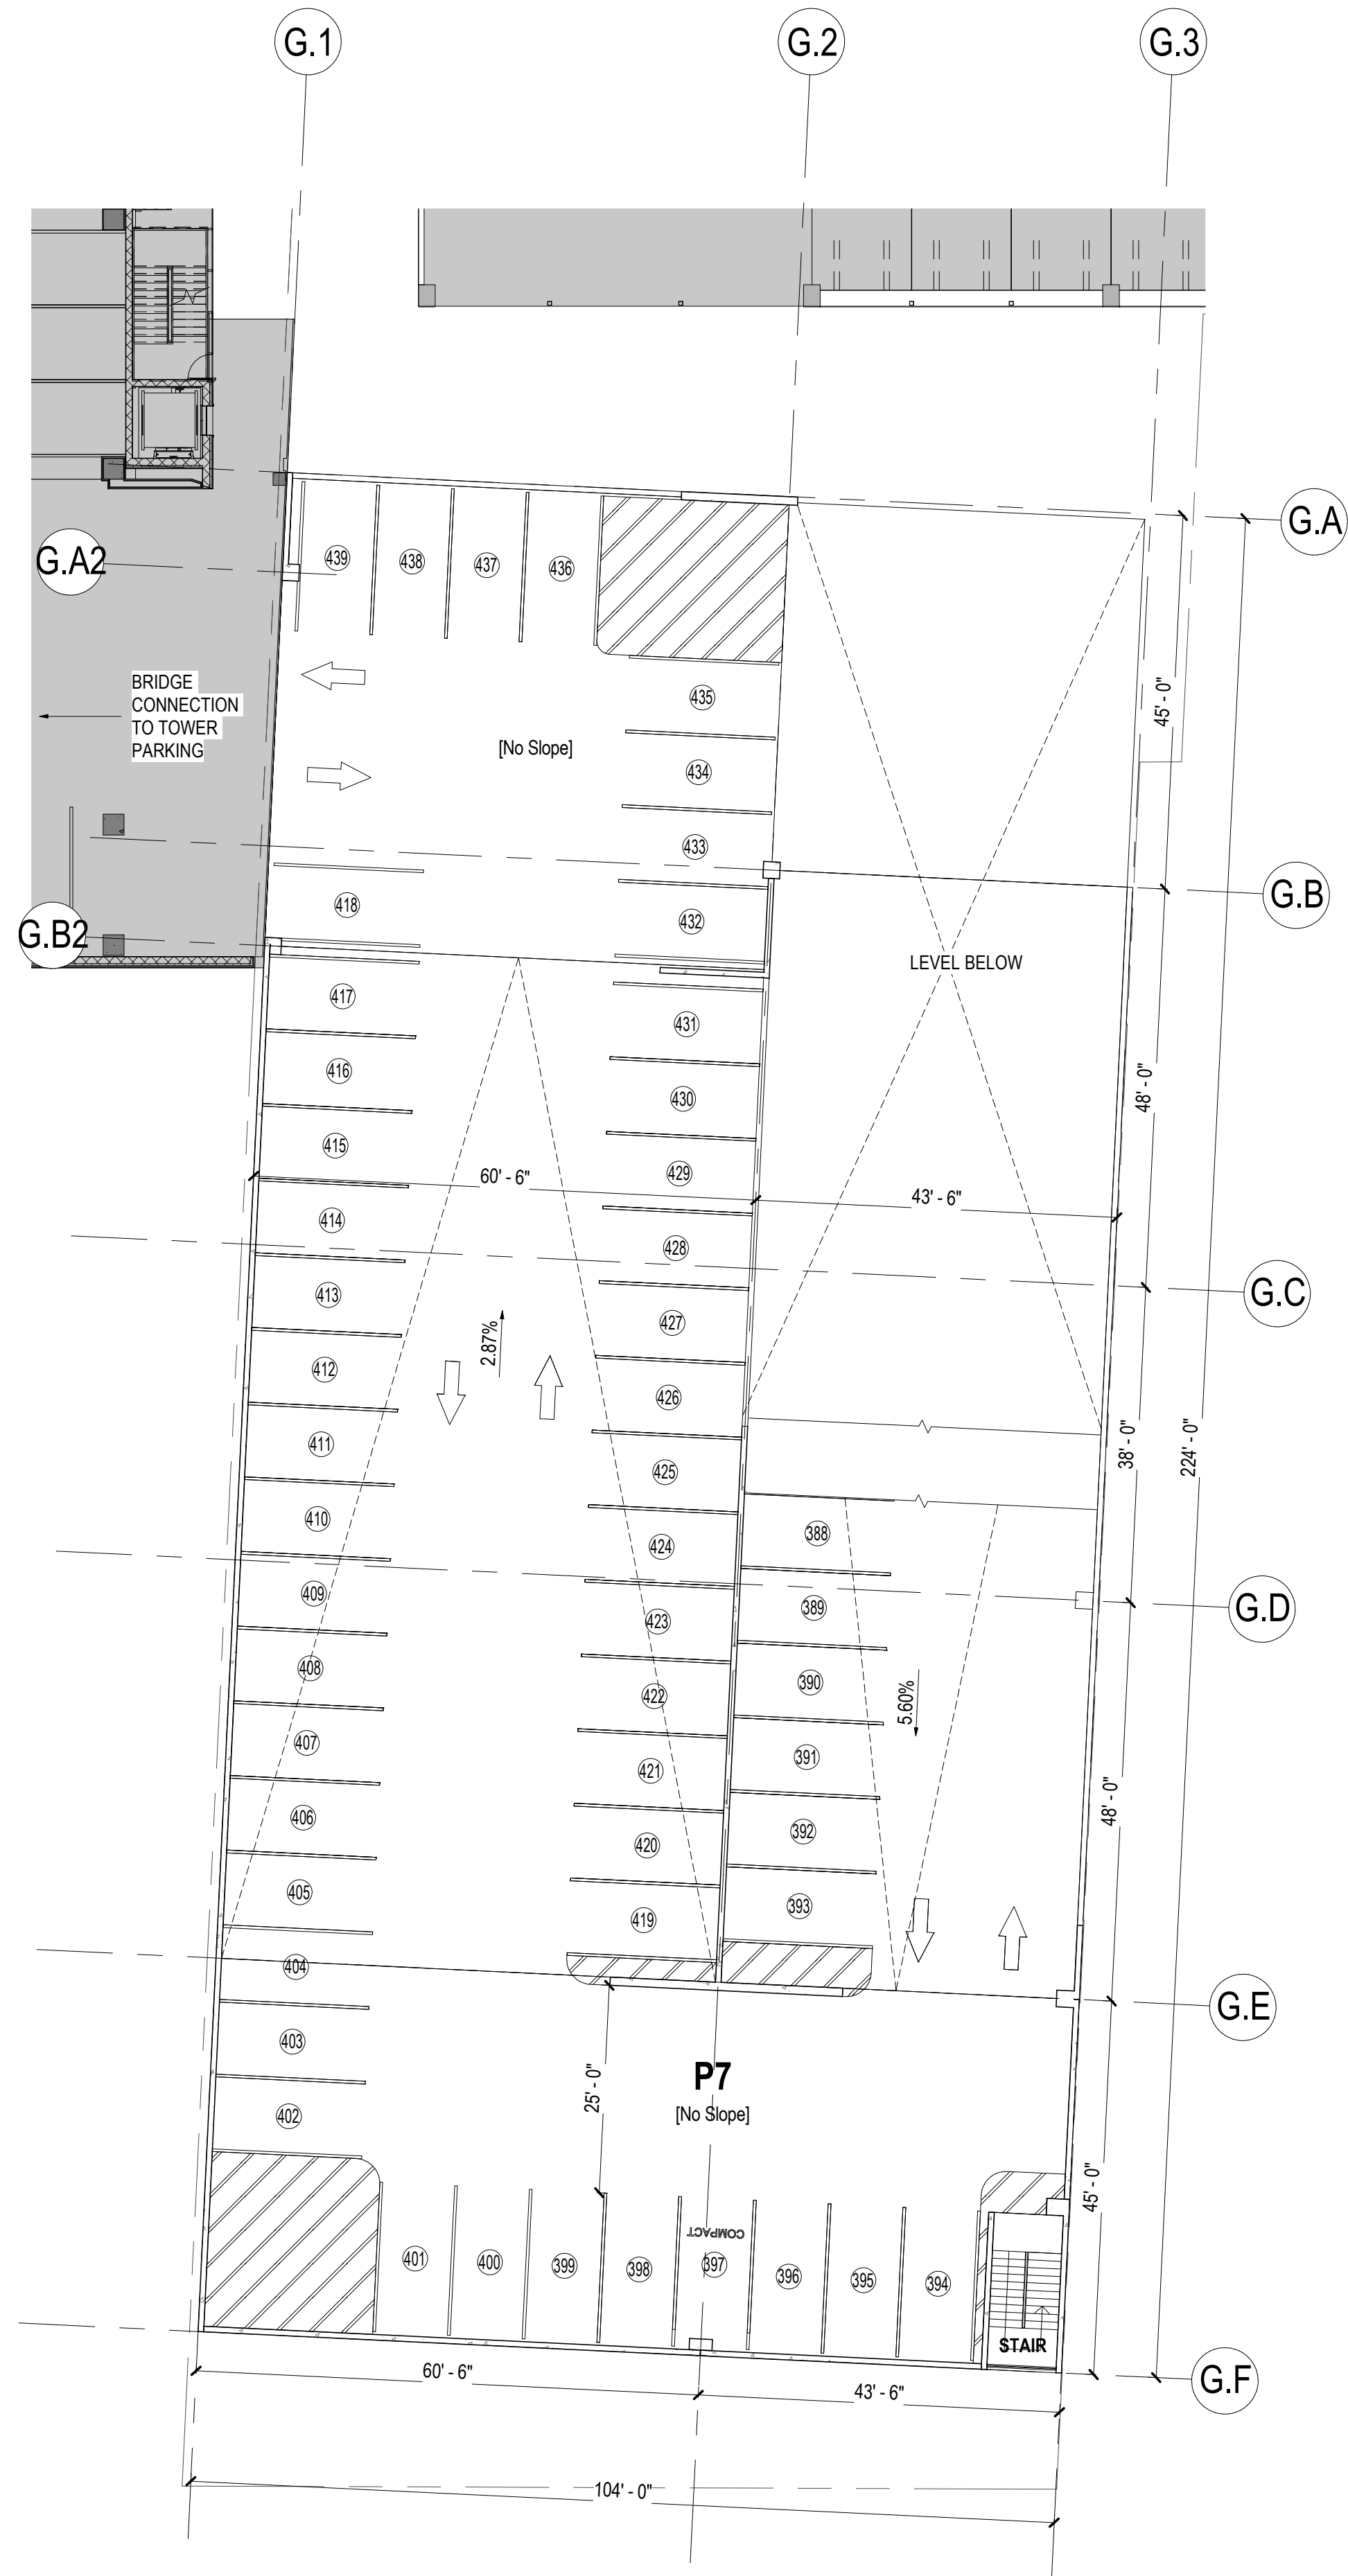 G.1
G.2
G.3
G.A
G.A2
439
438
437
436
435
BRIDGE
CONNECTION
TO TOWER
PARKING
[No Slope]
45' - 0"
434
433
G.B
418
432
G.B2
LEVEL BELOW
417
431
416
430
48' - 0"
415
429
60' - 6"
43' - 6"
414
428
G.C
413
427
2.87%
412
426
411
425
38' - 0"
224' - 0"
410
424
388
409
423
389
G.D
408
422
390
5.60%
407
421
391
48' - 0"
406
420
392
405
419
393
404
G.E
403
P7
25' - 0"
[No Slope]
402
45' - 0"
COMPACT
401
400
399
398
397
396
395
394
STAIR
60' - 6"
43' - 6"
G.F
104' - 0"